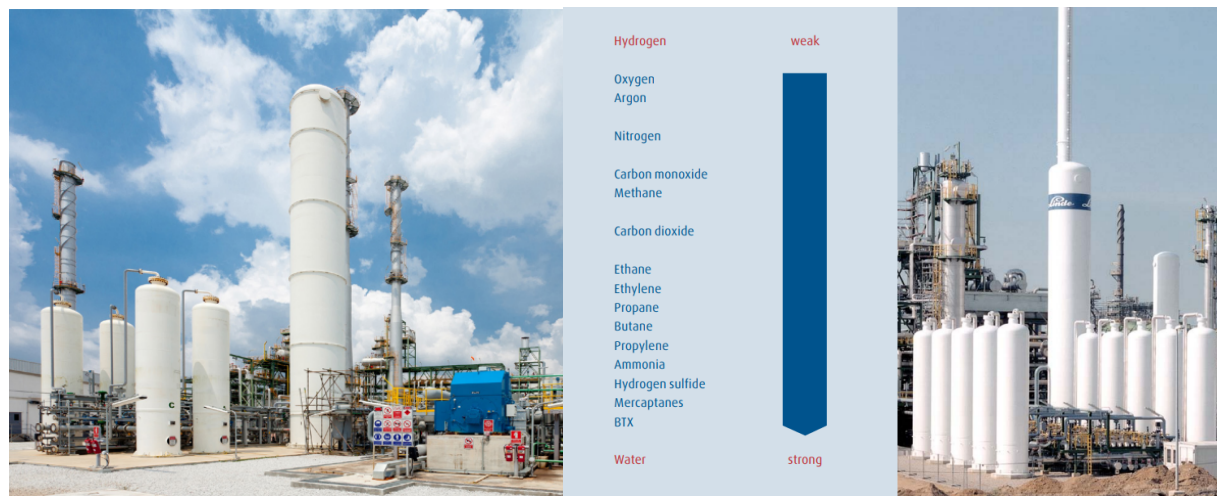 Hydrogen weak
Oxygen
Argon
Nitrogen
Carbon monoxide
Methane
Carbon dioxide
Ethane
Ethylene
Propane
Butane
Propylene
Ammonia
Hydrogen sulfide
Mercaptanes
BTX
Water strong
C
Linde